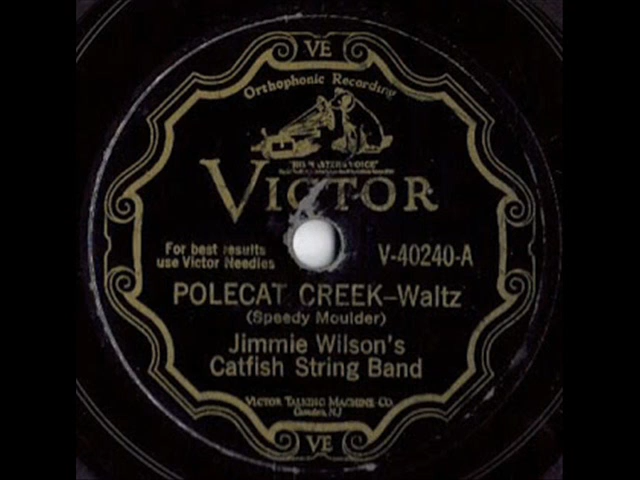 VE
Orthophonic Recording
"HIS MASTER'S VOICE"
VICTOR
For best results
use Victor Needles
V-40240-A
POLECAT CREEK–Waltz
(Speedy Moulder)
Jimmie Wilson's
Catfish String Band
VICTOR TALKING MACHINE CO.
Camden, NJ
VE